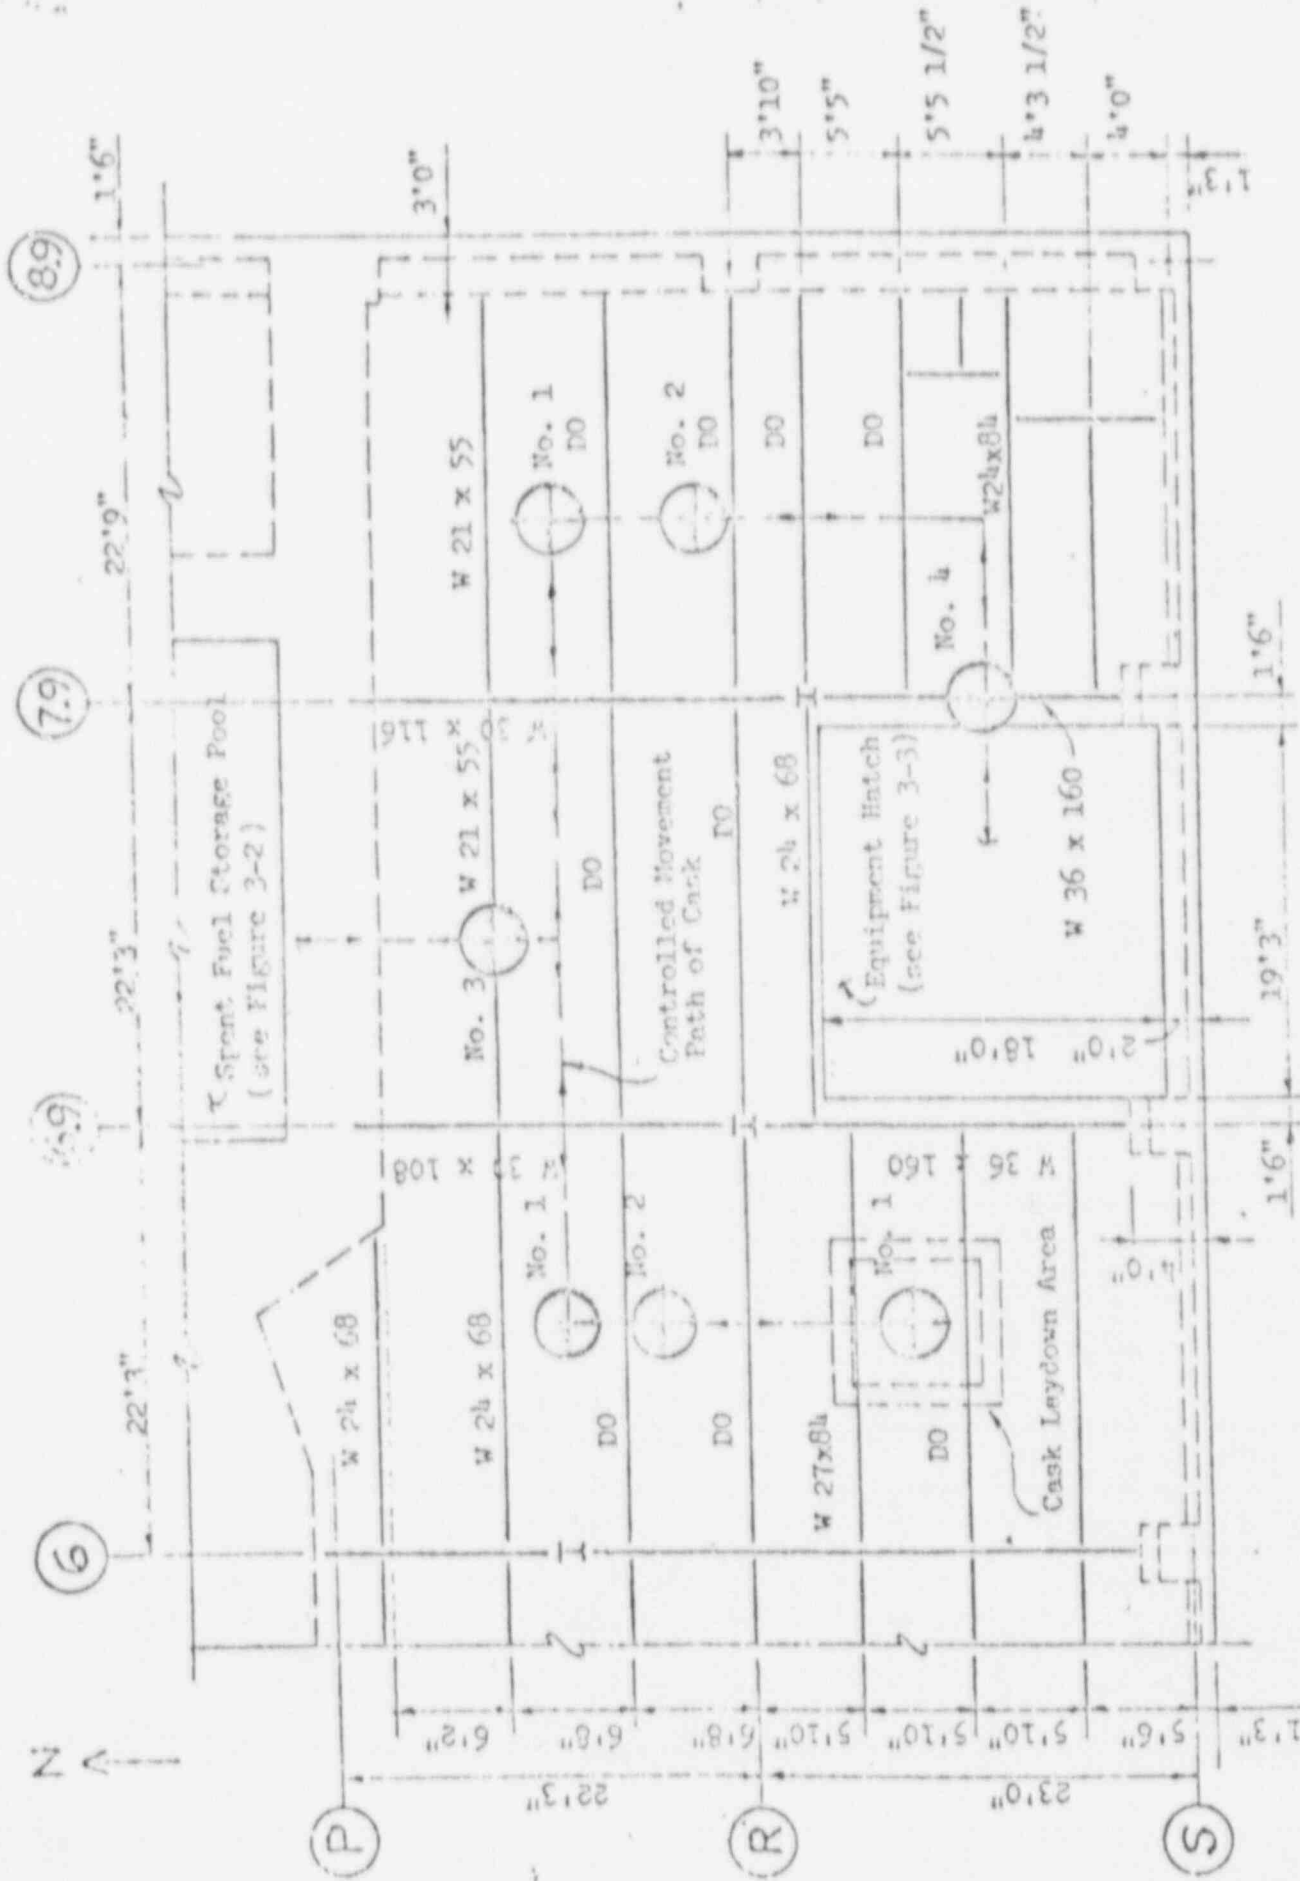 8.9
1'6"
22'9"
7.9
22'3"
22'3"
6
N
Spent Fuel Storage Pool
(see Figure 3-2)
3'0"
3'10"
5'5"
5'5 1/2"
4'3 1/2"
4'0"
W 21 x 55
No. 1
DO
No. 2
DO
DO
DO
W24x84
No. 4
x 116
W 21 x 55
No. 3
DO
Controlled Movement
Path of Cask
DO
W 24 x 68
Equipment Hatch
(see Figure 3-3)
W 36 x 160
18'0"
2'0"
1'6"
19'3"
1'6"
x 108
36 x 160
No. 1
No. 2
No. 1
W 24 x 68
W 24 x 68
DO
DO
W 27x84
DO
Cask Laydown Area
4'0"
6'2"
6'8"
6'8"
5'10"
5'10"
5'10"
5'6"
1'3"
22'3"
23'0"
P
R
S